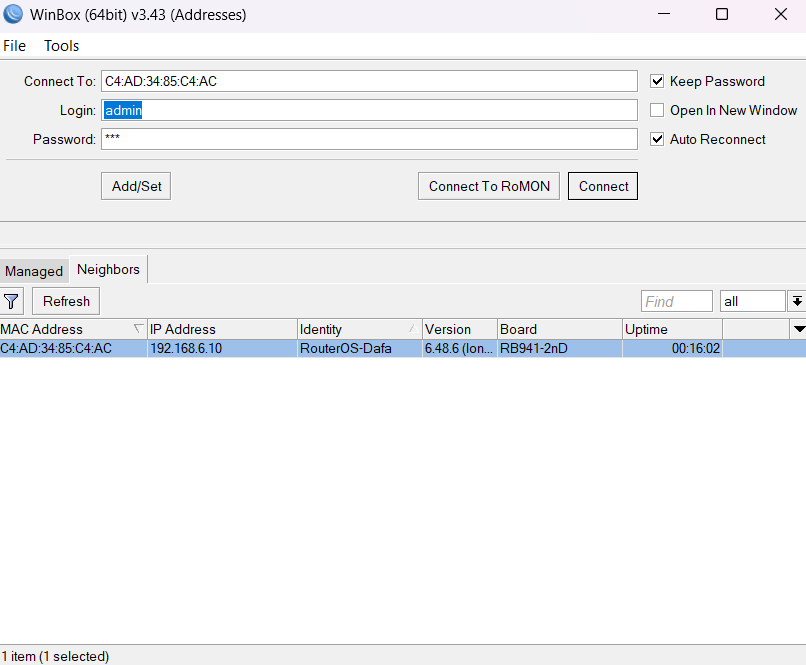 WinBox (64bit) v3.43 (Addresses)
File Tools
Connect To: C4:AD:34:85:C4:AC Keep Password
Login: admin Open In New Window
Password: *** Auto Reconnect
Add/Set Connect To RoMON Connect
Managed Neighbors
Refresh Find all
MAC Address IP Address Identity Version Board Uptime
C4:AD:34:85:C4:AC 192.168.6.10 RouterOS-Dafa 6.48.6 (lon... RB941-2nD 00:16:02
1 item (1 selected)